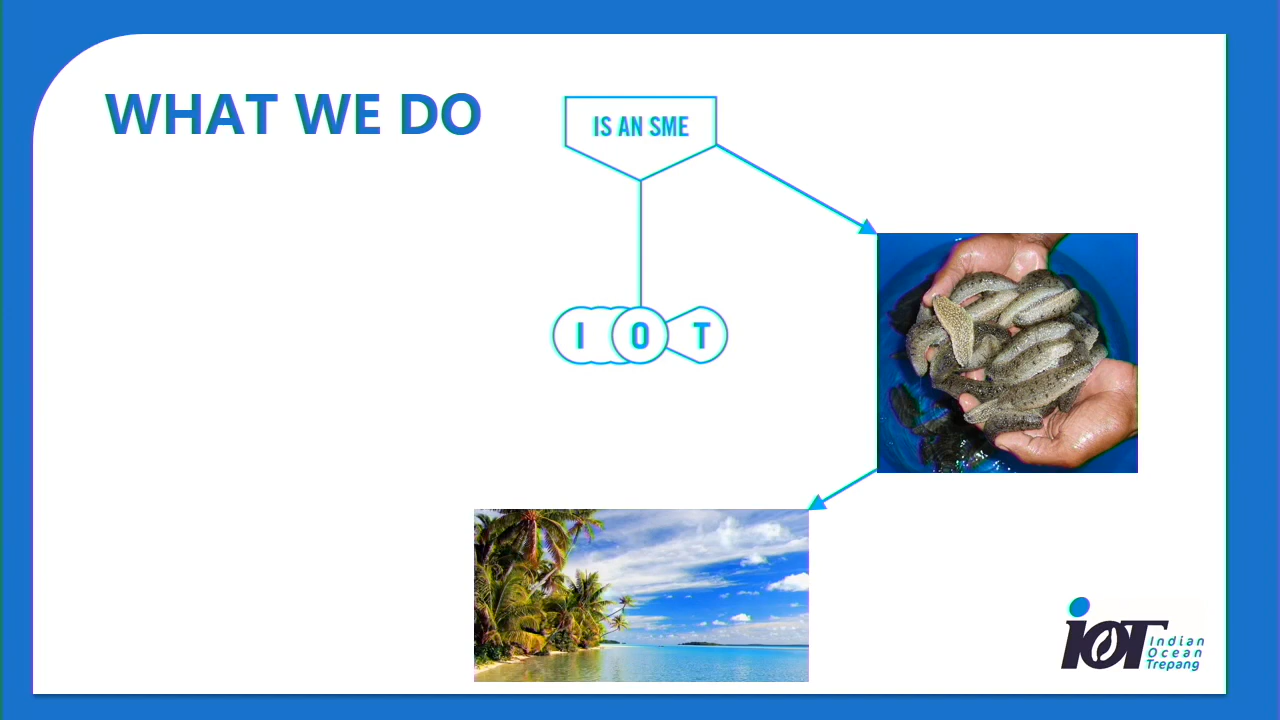 WHAT WE DO
IS AN SME
I O T
iOT
Indian
Ocean
Trepang